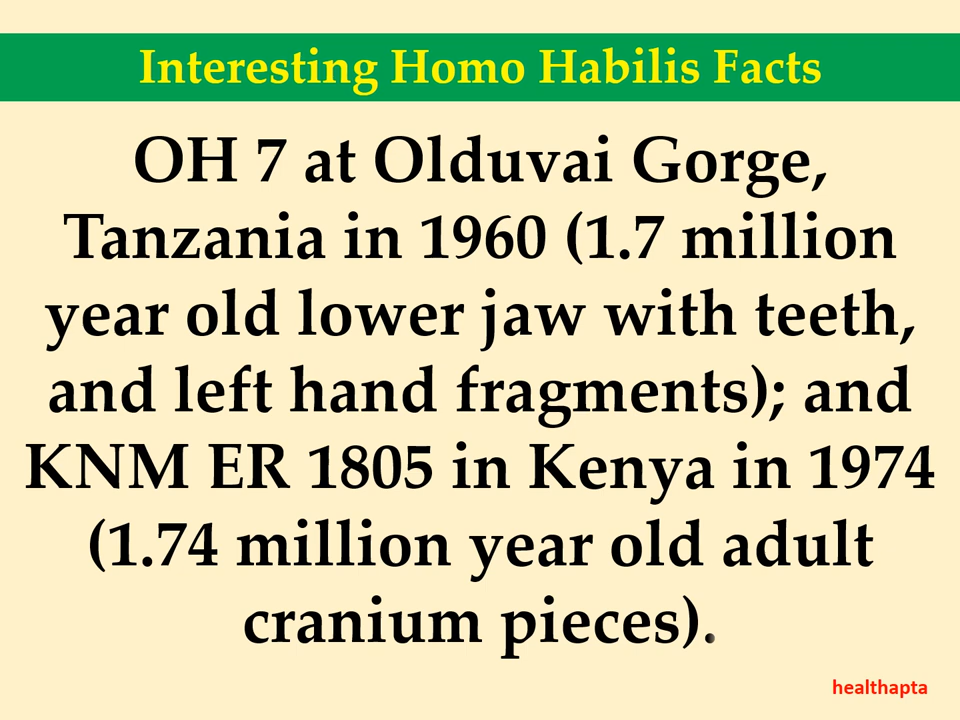 Interesting Homo Habilis Facts
OH 7 at Olduvai Gorge,
Tanzania in 1960 (1.7 million
year old lower jaw with teeth,
and left hand fragments); and
KNM ER 1805 in Kenya in 1974
(1.74 million year old adult
cranium pieces).
healthapta